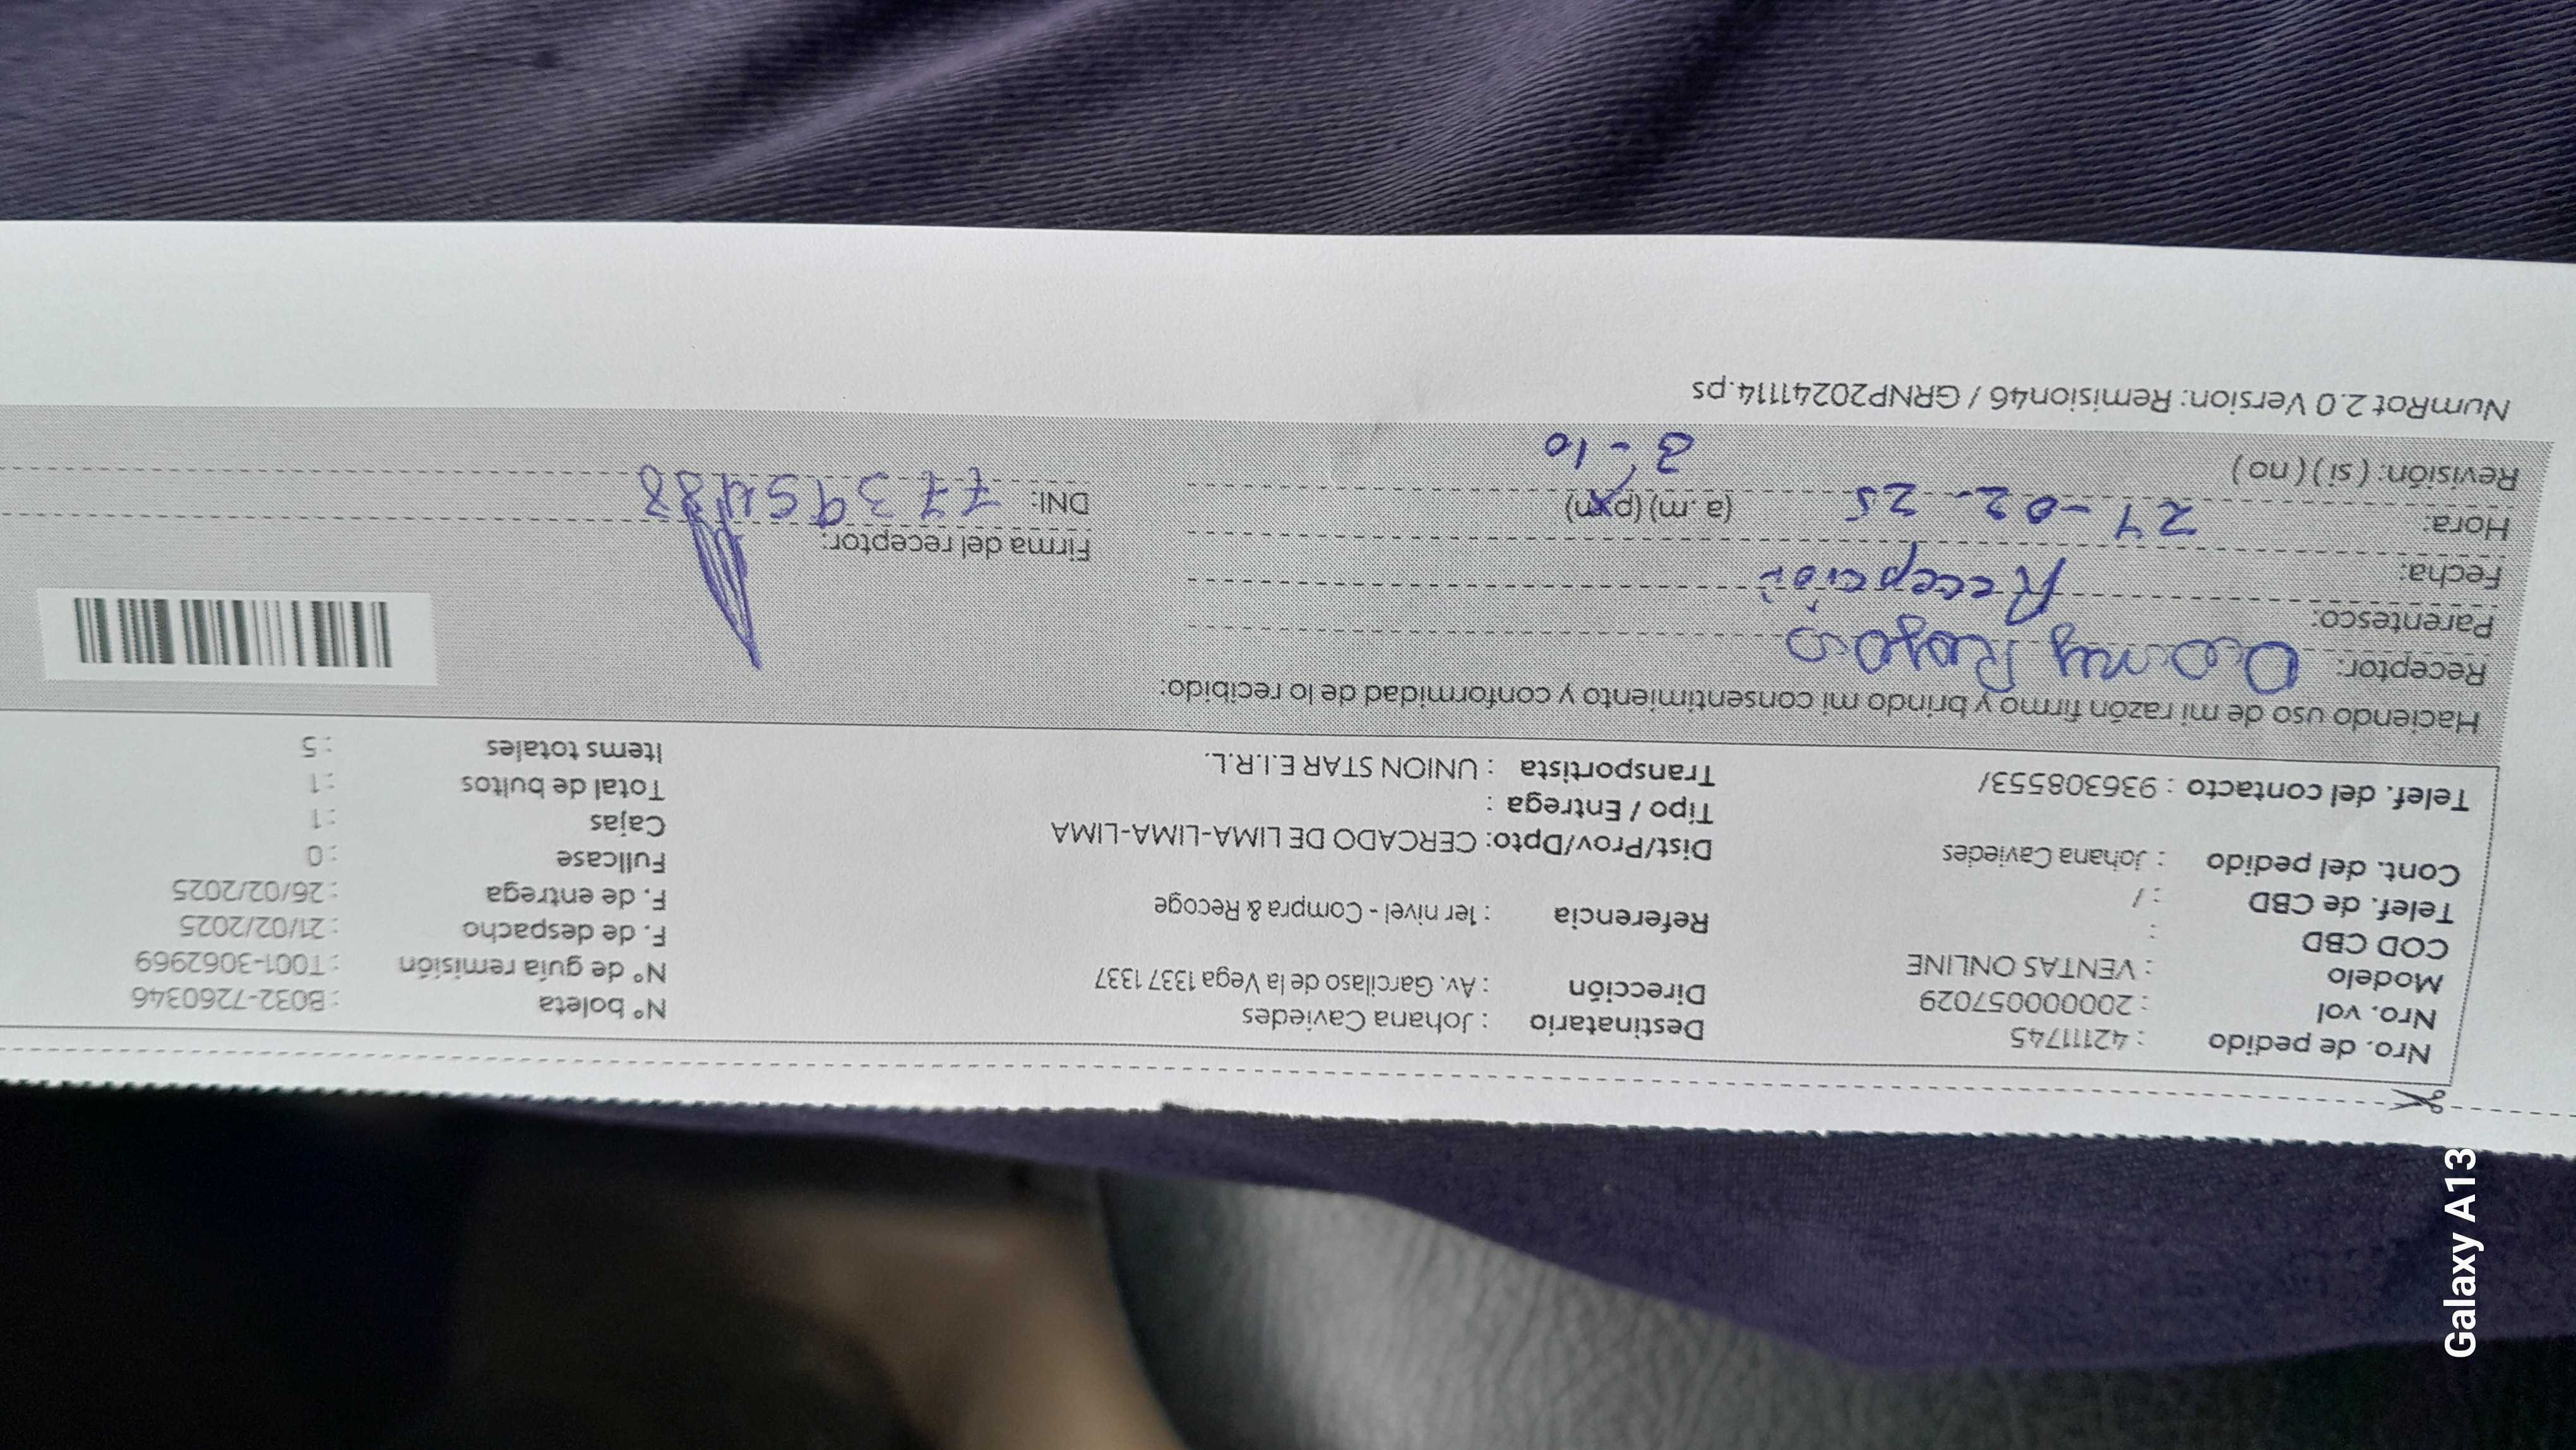 Nro. de pedido : 42111745
Nro. vol : 20000057029
Modelo : VENTAS ONLINE
COD CBD :
Telef. de CBD : /
Cont. del pedido : Johana Caviedes
Telef. del contacto : 936308553/
Destinatario : Johana Caviedes
Dirección : Av. Garcilaso de la Vega 1337 1337
Referencia : 1er nivel - Compra & Recoge
Dist/Prov/Dpto: CERCADO DE LIMA-LIMA-LIMA
Tipo / Entrega :
Transportista : UNION STAR E.I.R.L.
N° boleta : B032-7260346
N° de guía remisión : T001-3062969
F. de despacho : 21/02/2025
F. de entrega : 26/02/2025
Fullcase : 0
Cajas : 1
Total de bultos : 1
Items totales : 5
Haciendo uso de mi razón firmo y brindo mi consentimiento y conformidad de lo recibido:
Receptor:
Parentesco: Recepción
Fecha:
Hora: 24-02-25 (a.m) (pm)
3-10
Revisión: (si) (no)
Firma del receptor:
DNI:
NumRot 2.0 Version: Remision46 / GRNP20241114.ps
Galaxy A13